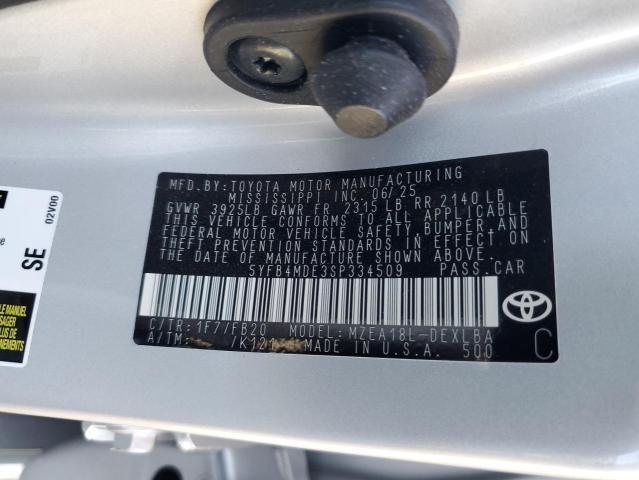 MFD.BY:TOYOTA MOTOR MANUFACTURING
MISSISSIPPI INC.06/25
GVWR 3925LB GAWR FR 2315 LB RR 2140 LB
THIS VEHICLE CONFORMS TO ALL APPLICABLE
FEDERAL MOTOR VEHICLE SAFETY, BUMPER, AND
THEFT PREVENTION STANDARDS IN EFFECT ON
THE DATE OF MANUFACTURE SHOWN ABOVE.
5YFB4MDE3SP334509 PASS.CAR
C/TR:1F7/FB20 MODEL:MZEA18L-DEXLBA
A/TM: MADE IN U.S.A. 500
C
TOYOTA
02V00
SE
LE MANUEL